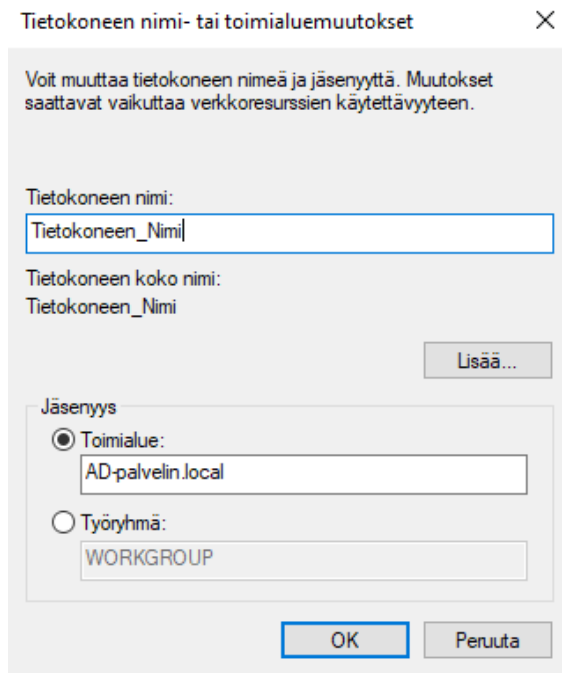 Tietokoneen nimi- tai toimialuemuutokset
Voit muuttaa tietokoneen nimeä ja jäsenyyttä. Muutokset
saattavat vaikuttaa verkkoresurssien käytettävyyteen.
Tietokoneen nimi:
Tietokoneen_Nimi
Tietokoneen koko nimi:
Tietokoneen_Nimi
Lisää...
Jäsenyys
Toimialue:
AD-palvelin.local
Työryhmä:
WORKGROUP
OK
Peruuta